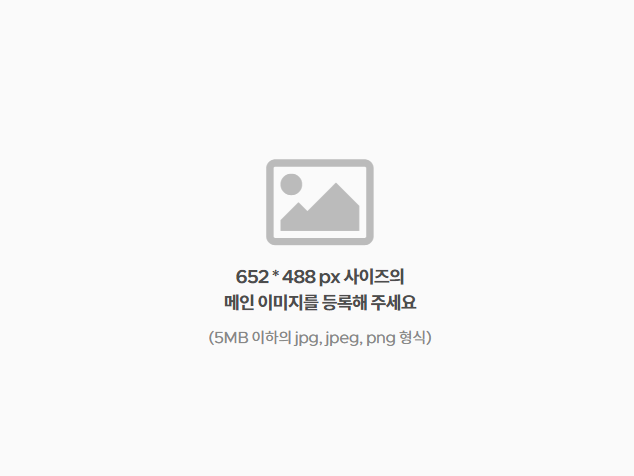 652 * 488 px 사이즈의
메인 이미지를 등록해 주세요
(5MB 이하의 jpg, jpeg, png 형식)